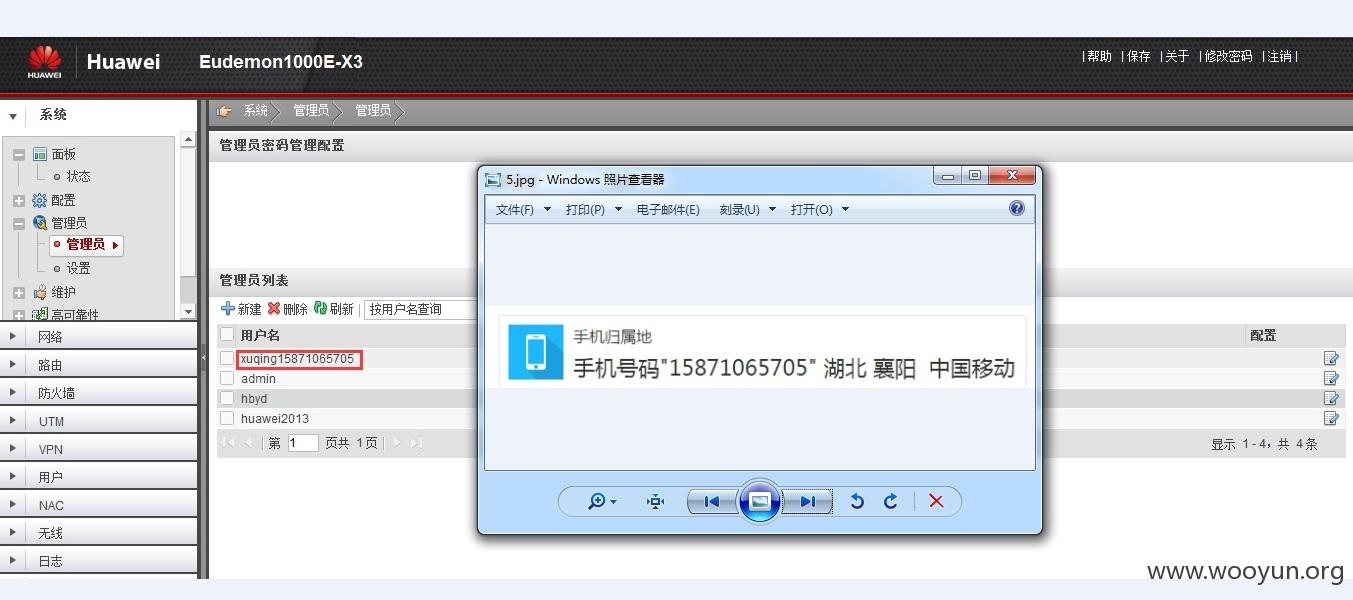 HUAWEI
Huawei Eudemon1000E-X3
|帮助 |保存 |关于 |修改密码 |注销|
系统
系统 管理员 管理员
面板
状态
配置
管理员
管理员
设置
维护
高可靠性
网络
路由
防火墙
UTM
VPN
用户
NAC
无线
日志
管理员密码管理配置
管理员列表
新建 删除 刷新 按用户名查询
用户名 配置
xuqing15871065705
admin
hbyd
huawei2013
第 1 页共 1 页
显示 1-4，共 4 条
5.jpg - Windows 照片查看器
文件(F) 打印(P) 电子邮件(E) 刻录(U) 打开(O)
手机归属地
手机号码"15871065705" 湖北 襄阳 中国移动
www.wooyun.org